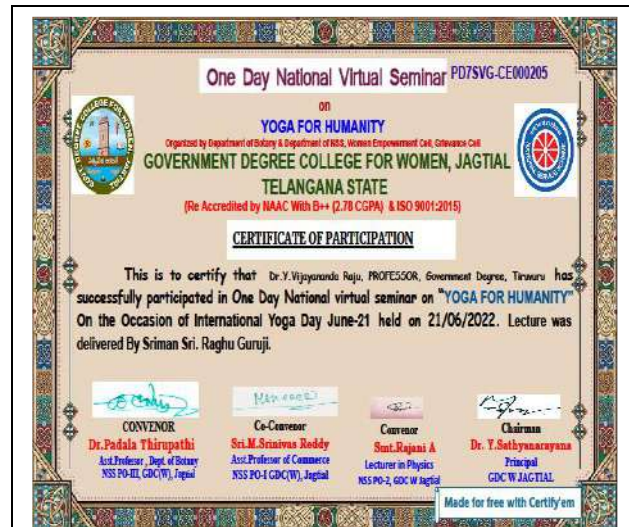 One Day National Virtual Seminar PD7SVG-CE000205
on
YOGA FOR HUMANITY
Organized by Department of Botany & Department of NSS, Women Empowerment Cell, Grievance Cell
GOVERNMENT DEGREE COLLEGE FOR WOMEN, JAGTIAL
TELANGANA STATE
(Re Accredited by NAAC With B++ (2.78 CGPA) & ISO 9001:2015)
CERTIFICATE OF PARTICIPATION
This is to certify that Dr.Y.Vijayananda Raju, PROFESSOR, Government Degree, Tiruvuru has
successfully participated in One Day National virtual seminar on "YOGA FOR HUMANITY"
On the Occasion of International Yoga Day June-21 held on 21/06/2022. Lecture was
delivered By Sriman Sri. Raghu Guruji.
CONVENOR
Dr.Padala Thirupathi
Asst.Professor , Dept. of Botany
NSS PO-III, GDC(W), Jagtial
Co-Convenor
Sri.M.Srinivas Reddy
Asst.Professor of Commerce
NSS PO-I GDC(W), Jagtial
Convenor
Smt.Rajani A
Lecturer in Physics
NSS PO-2, GDC W Jagtial
Chairman
Dr. Y.Sathyanarayana
Principal
GDC W JAGTIAL
Made for free with Certify'em